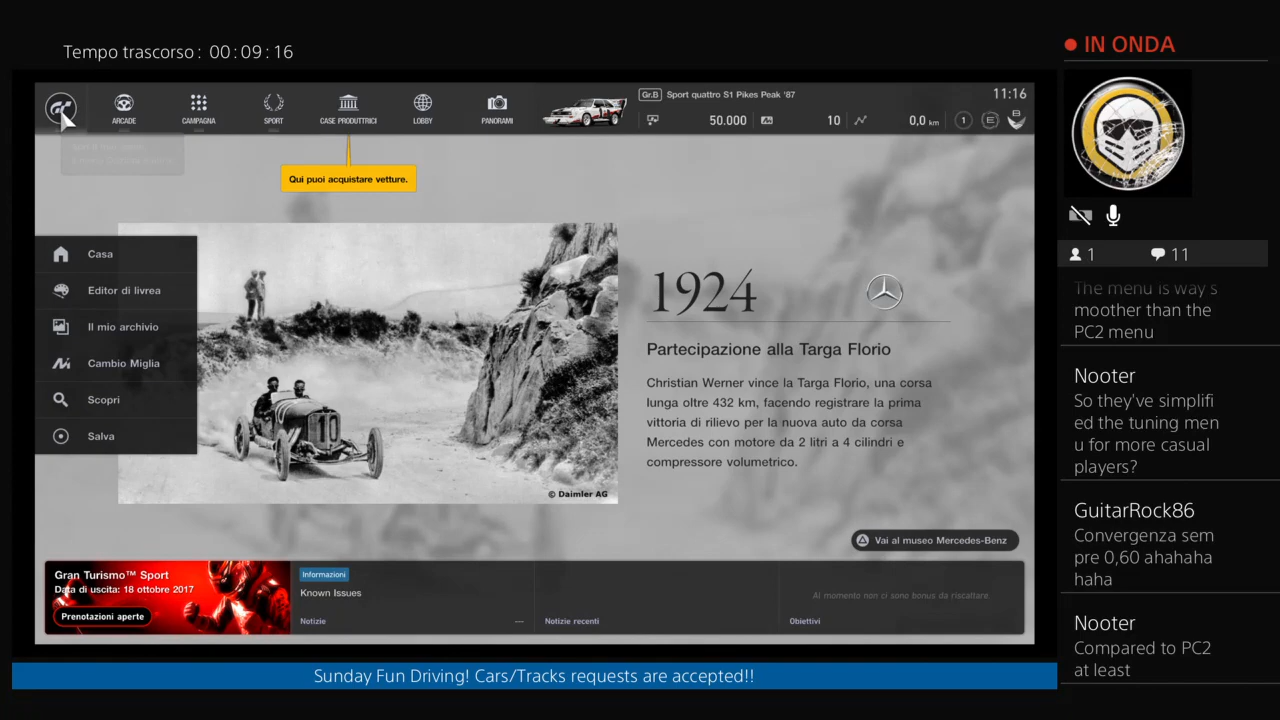 Tempo trascorso: 00:09:16
IN ONDA
ARCADE
CAMPAGNA
SPORT
CASE PRODUTTRICI
LOBBY
PANORAMI
Gr.B Sport quattro S1 Pikes Peak '87
50.000
10
0,0 km
1
E
B
11:16
Qui puoi acquistare vetture.
Casa
Editor di livrea
Il mio archivio
Cambio Miglia
Scopri
Salva
© Daimler AG
1924
Partecipazione alla Targa Florio
Christian Werner vince la Targa Florio, una corsa
lunga oltre 432 km, facendo registrare la prima
vittoria di rilievo per la nuova auto da corsa
Mercedes con motore da 2 litri a 4 cilindri e
compressore volumetrico.
Vai al museo Mercedes-Benz
Gran Turismo™ Sport
Data di uscita: 18 ottobre 2017
Prenotazioni aperte
Informazioni
Known Issues
Notizie
---
Notizie recenti
Al momento non ci sono bonus da riscattare.
Obiettivi
Sunday Fun Driving! Cars/Tracks requests are accepted!!
1
11
The menu is way s
moother than the
PC2 menu
Nooter
So they've simplifi
ed the tuning men
u for more casual
players?
GuitarRock86
Convergenza sem
pre 0,60 ahahaha
haha
Nooter
Compared to PC2
at least